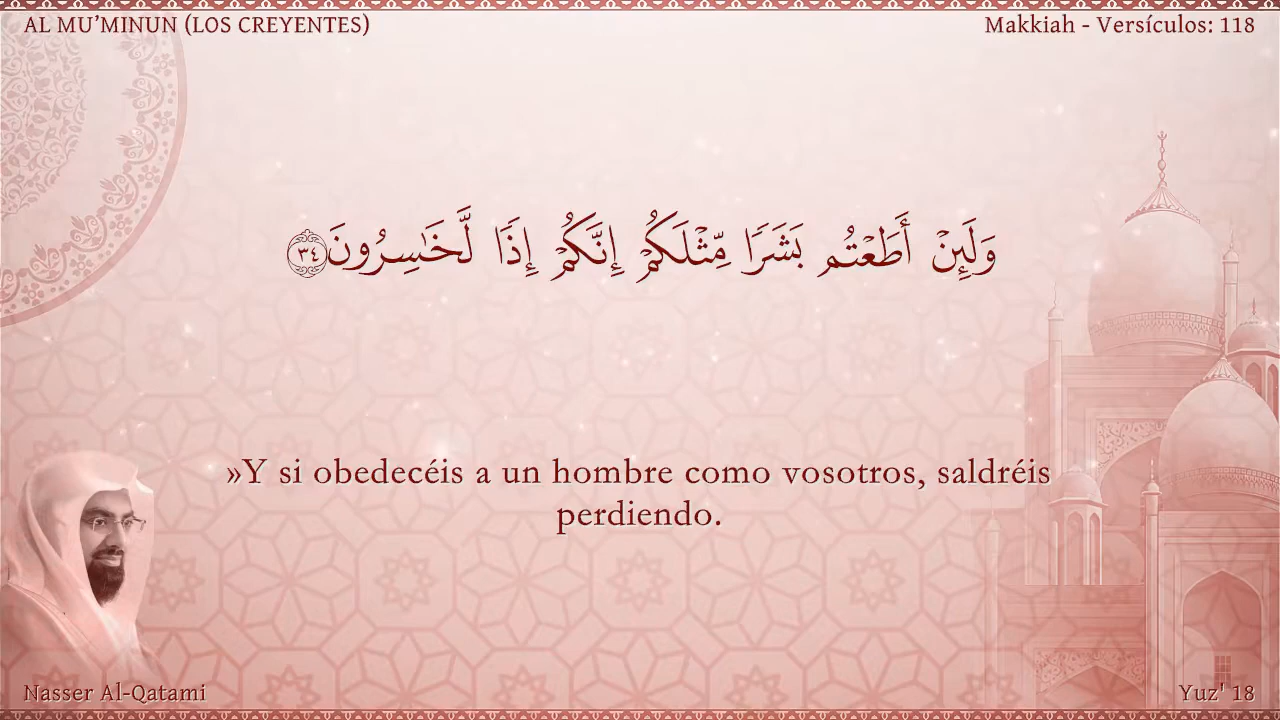 AL MU’MINUN (LOS CREYENTES)
Makkiah - Versículos: 118
وَلَئِنْ أَطَعْتُم بَشَرًا مِّثْلَكُمْ إِنَّكُمْ إِذًا لَّخَٰسِرُونَ ٣٤
»Y si obedecéis a un hombre como vosotros, saldréis
perdiendo.
Nasser Al-Qatami
Yuz' 18